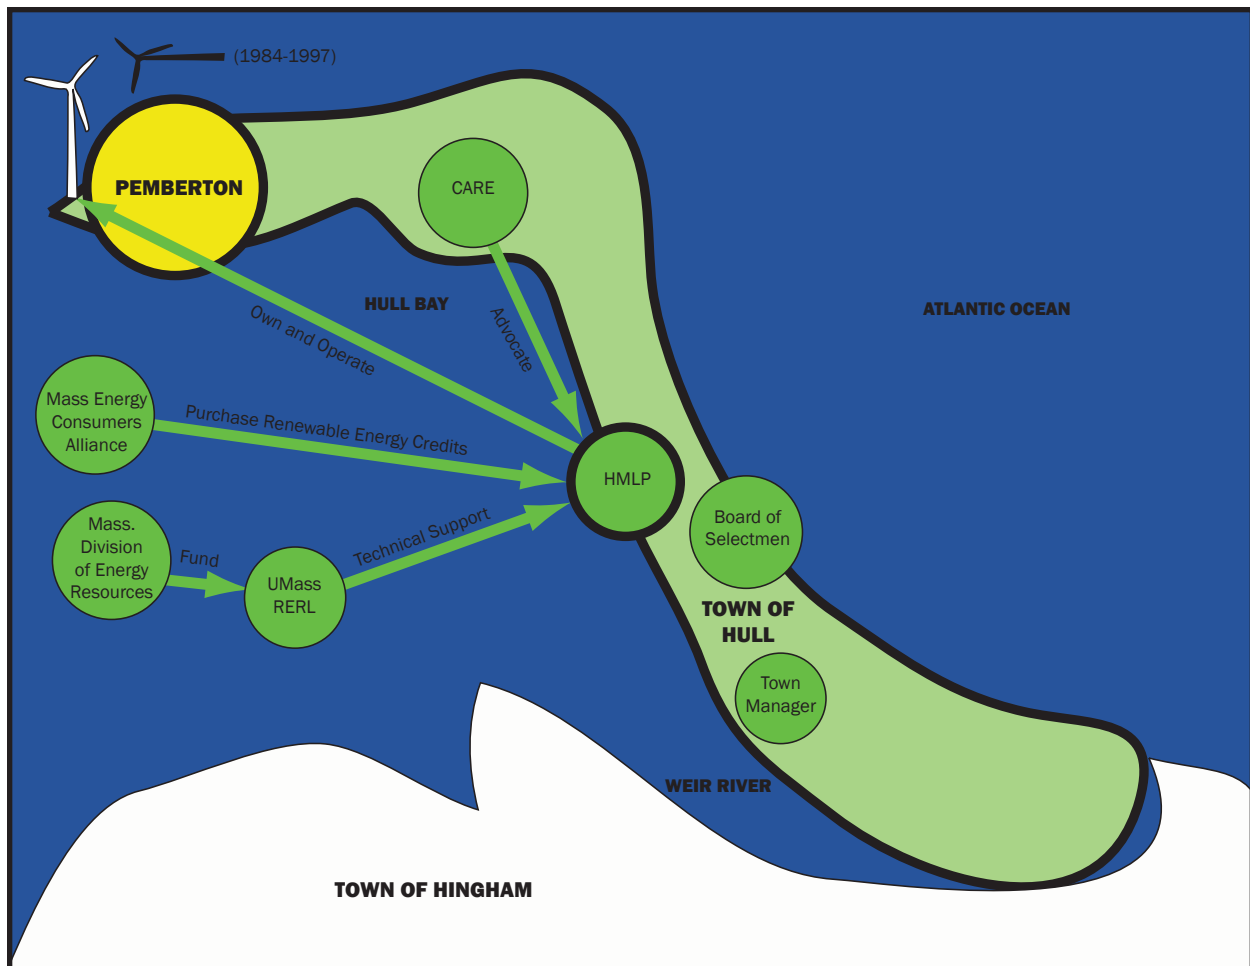 (1984-1997)
PEMBERTON
CARE
HULL BAY
ATLANTIC OCEAN
Own and Operate
Advocate
Mass Energy
Consumers
Alliance
Purchase Renewable Energy Credits
HMLP
Board of
Selectmen
Mass.
Division
of Energy
Resources
Fund
UMass
RERL
Technical Support
TOWN OF
HULL
Town
Manager
WEIR RIVER
TOWN OF HINGHAM